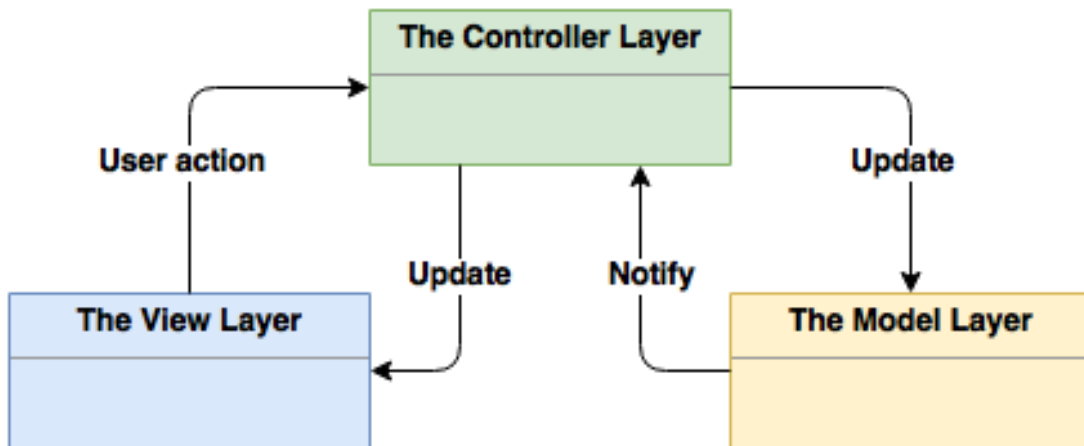 The Controller Layer
User action
Update
Update
Notify
The View Layer
The Model Layer